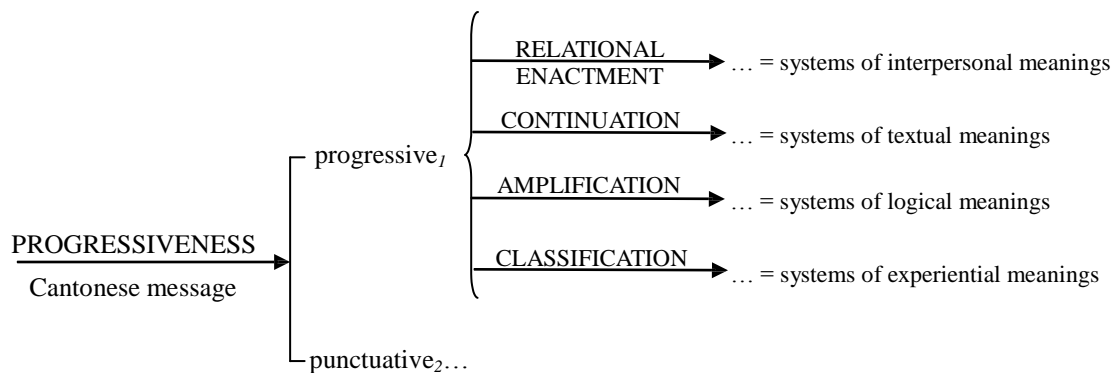 RELATIONAL
ENACTMENT
… = systems of interpersonal meanings
CONTINUATION
… = systems of textual meanings
progressive1
AMPLIFICATION
… = systems of logical meanings
PROGRESSIVENESS
Cantonese message
CLASSIFICATION
… = systems of experiential meanings
punctuative2…